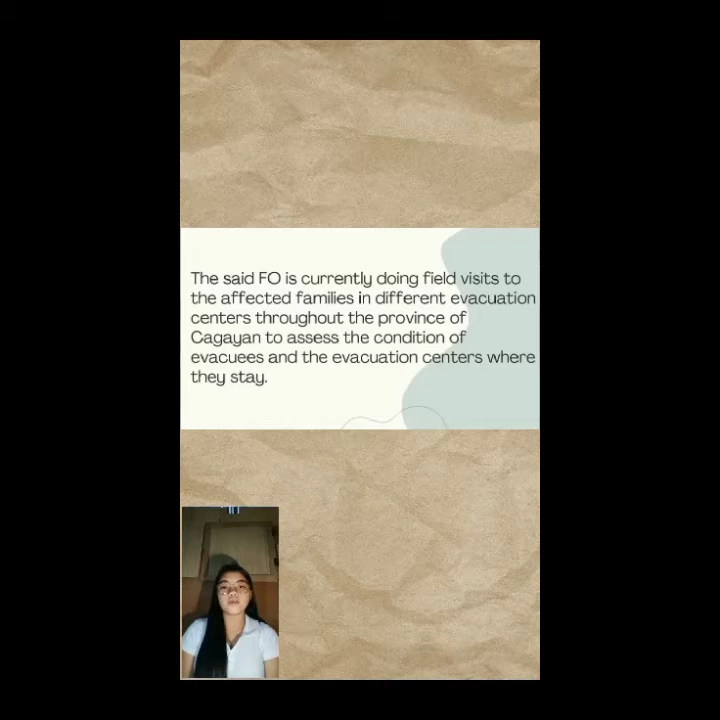 The said FO is currently doing field visits to
the affected families in different evacuation
centers throughout the province of
Cagayan to assess the condition of
evacuees and the evacuation centers where
they stay.